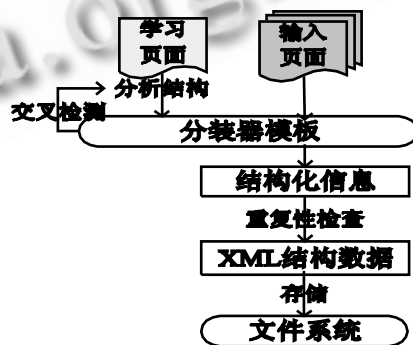 学习
页面
输入
页面
分析结构
交叉检测
分装器模板
结构化信息
重复性检查
XML结构数据
存储
文件系统